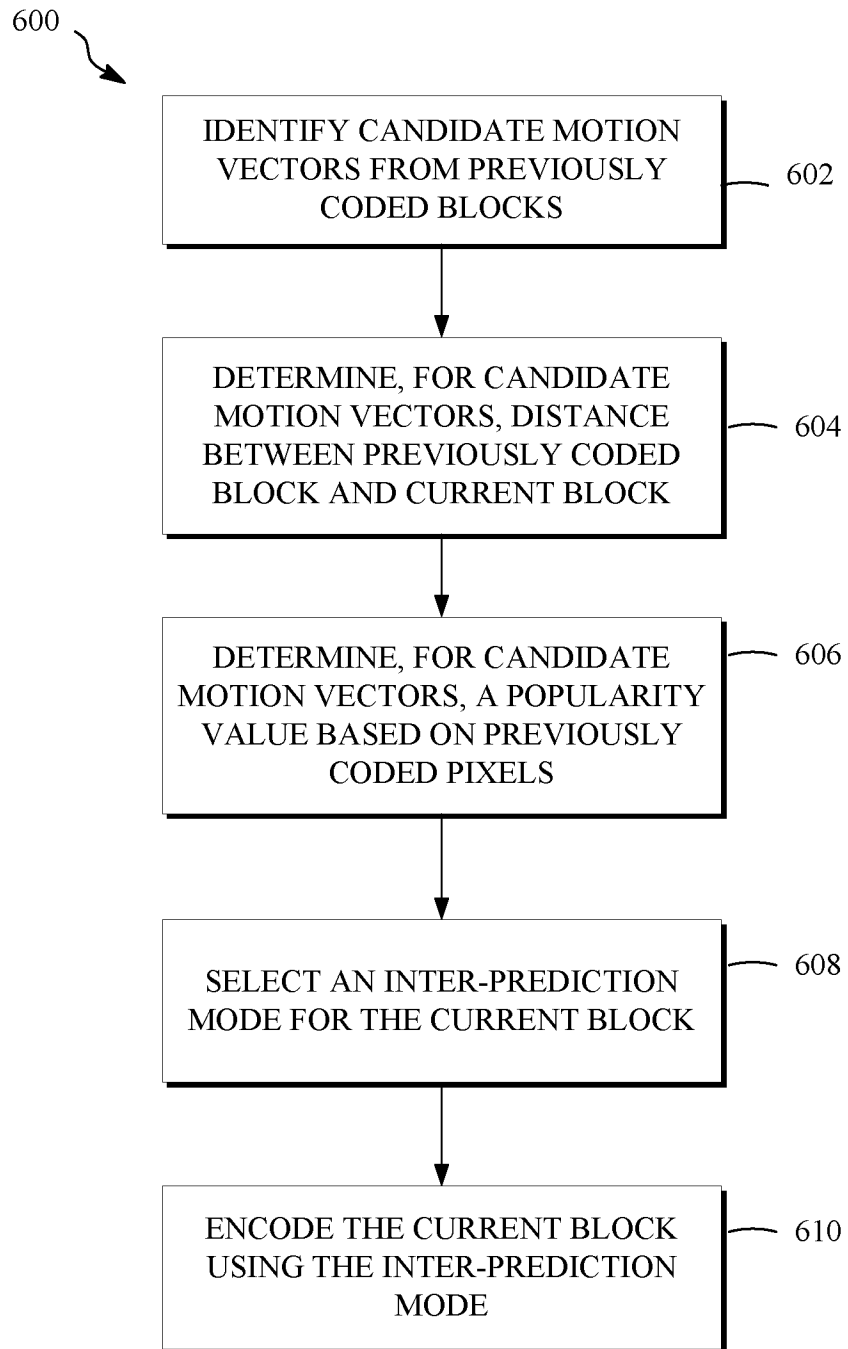 600
IDENTIFY CANDIDATE MOTION
VECTORS FROM PREVIOUSLY
CODED BLOCKS
602
DETERMINE, FOR CANDIDATE
MOTION VECTORS, DISTANCE
BETWEEN PREVIOUSLY CODED
BLOCK AND CURRENT BLOCK
604
DETERMINE, FOR CANDIDATE
MOTION VECTORS, A POPULARITY
VALUE BASED ON PREVIOUSLY
CODED PIXELS
606
SELECT AN INTER-PREDICTION
MODE FOR THE CURRENT BLOCK
608
ENCODE THE CURRENT BLOCK
USING THE INTER-PREDICTION
MODE
610